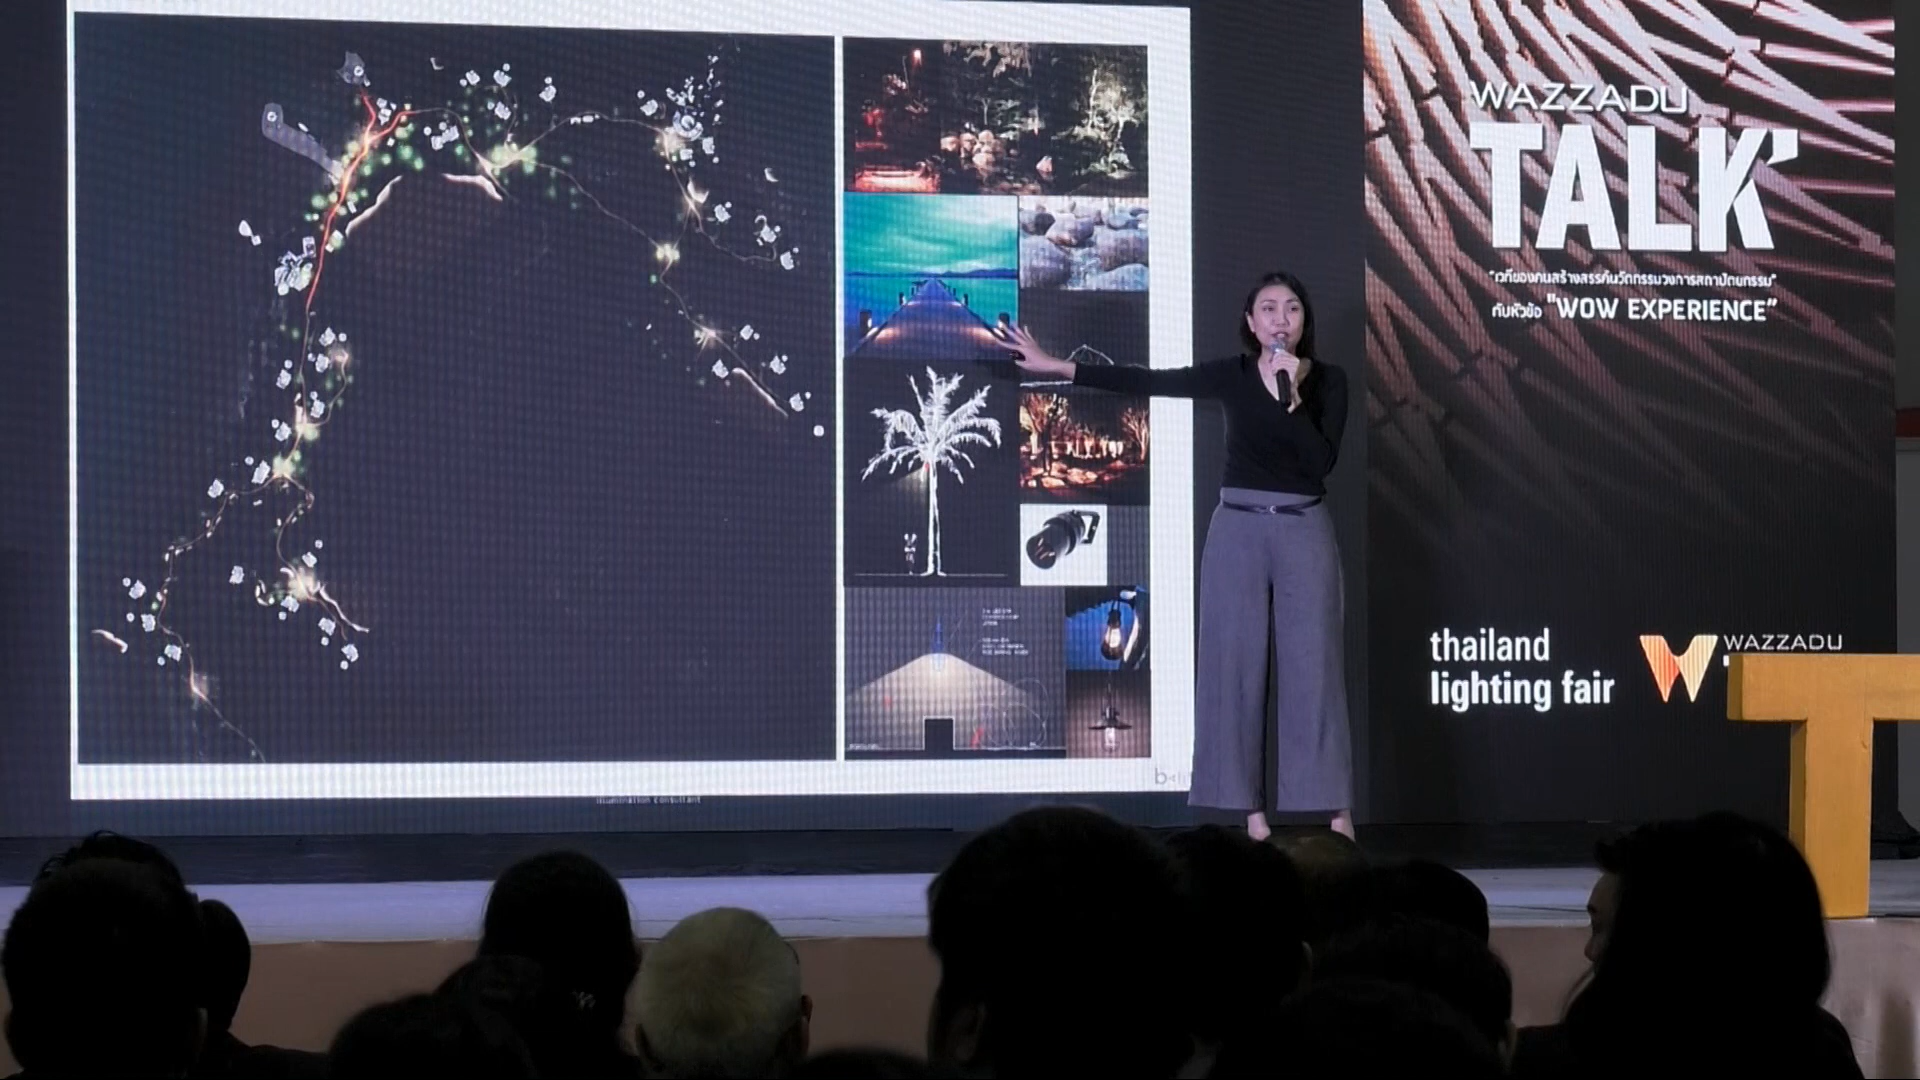 WAZZADU
TALK'
"เวทีของคนสร้างสรรค์นวัตกรรมวงการสถาปัตยกรรม"
กับหัวข้อ "WOW EXPERIENCE"
thailand
lighting fair
WAZZADU
T
illumination consultant